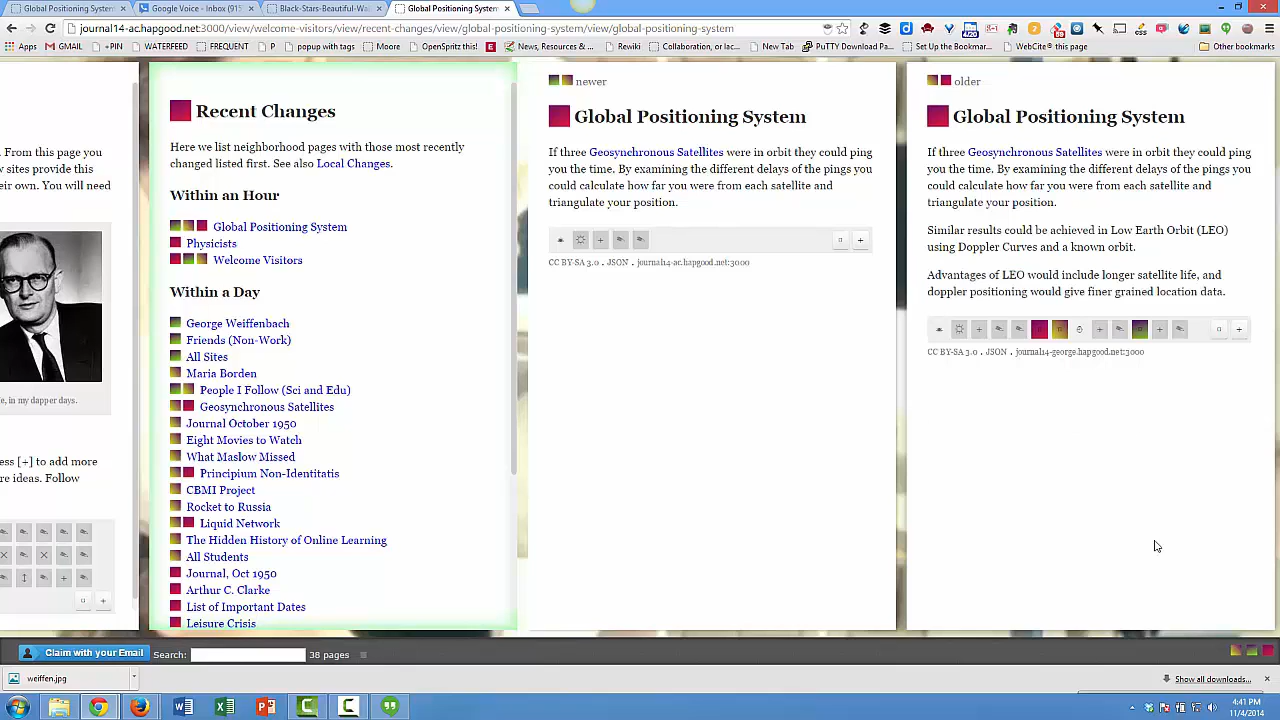 Global Positioning System
Google Voice - Inbox (91
Black-Stars-Beautiful-Wal
Global Positioning System
journal14-ac.hapgood.net:3000/view/welcome-visitors/view/recent-changes/view/global-positioning-system/view/global-positioning-system
Apps
GMAIL
+PIN
WATERFEED
FREQUENT
popup with tags
Moore
OpenSpritz this!
News, Resources & ...
Rewiki
Collaboration, or lac...
New Tab
PuTTY Download Pa...
Set Up the Bookmar...
WebCite® this page
Other bookmarks
. From this page you
w sites provide this
eir own. You will need
e, in my dapper days.
ess [+] to add more
re ideas. Follow
Recent Changes
Here we list neighborhood pages with those most recently
changed listed first. See also Local Changes.
Within an Hour
Global Positioning System
Physicists
Welcome Visitors
Within a Day
George Weiffenbach
Friends (Non-Work)
All Sites
Maria Borden
People I Follow (Sci and Edu)
Geosynchronous Satellites
Journal October 1950
Eight Movies to Watch
What Maslow Missed
Principium Non-Identitatis
CBMI Project
Rocket to Russia
Liquid Network
The Hidden History of Online Learning
All Students
Journal, Oct 1950
Arthur C. Clarke
List of Important Dates
Leisure Crisis
newer
Global Positioning System
If three Geosynchronous Satellites were in orbit they could ping
you the time. By examining the different delays of the pings you
could calculate how far you were from each satellite and
triangulate your position.
CC BY-SA 3.0 . JSON . journal14-ac.hapgood.net:3000
older
Global Positioning System
If three Geosynchronous Satellites were in orbit they could ping
you the time. By examining the different delays of the pings you
could calculate how far you were from each satellite and
triangulate your position.
Similar results could be achieved in Low Earth Orbit (LEO)
using Doppler Curves and a known orbit.
Advantages of LEO would include longer satellite life, and
doppler positioning would give finer grained location data.
CC BY-SA 3.0 . JSON . journal14-george.hapgood.net:3000
Claim with your Email
Search:
38 pages
weiffen.jpg
Show all downloads...
4:41 PM
11/4/2014